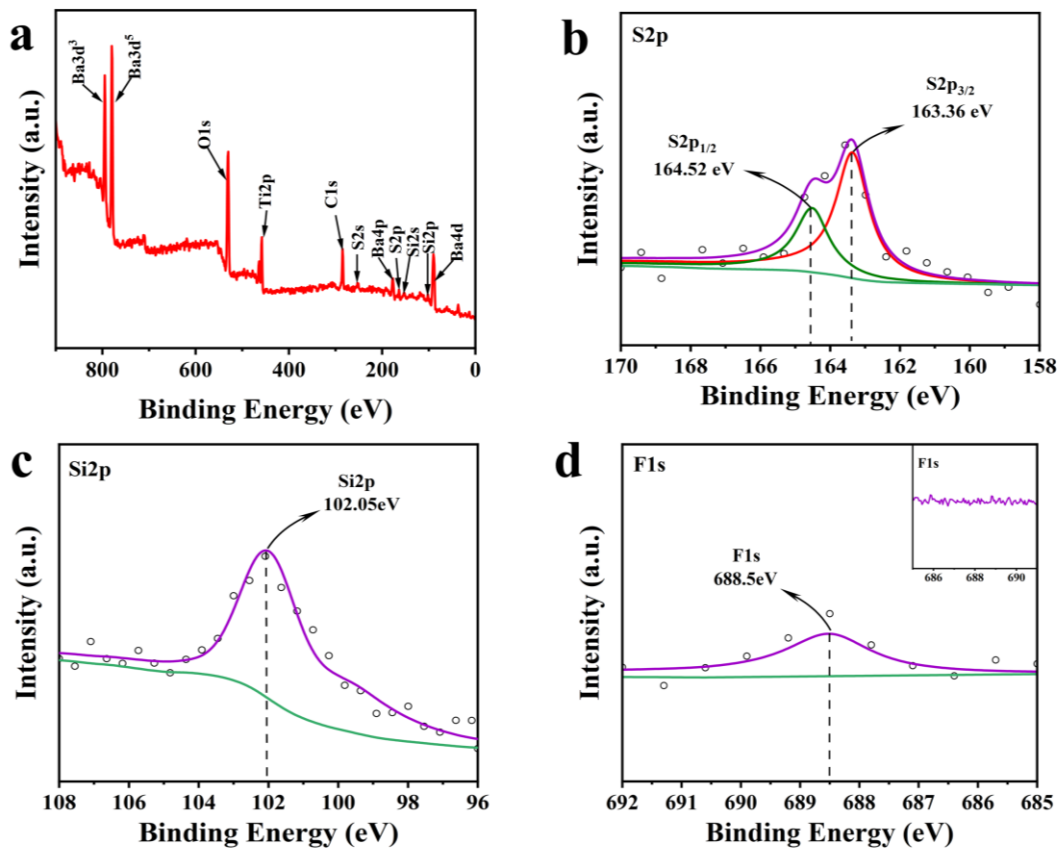 a
Intensity (a.u.)
Ba3d³
Ba3d⁵
O1s
Ti2p
C1s
S2s
Ba4p
S2p
Si2s
Si2p
Ba4d
800 600 400 200 0
Binding Energy (eV)
b
S2p
Intensity (a.u.)
S2p₃/₂
163.36 eV
S2p₁/₂
164.52 eV
170 168 166 164 162 160 158
Binding Energy (eV)
c
Si2p
Intensity (a.u.)
Si2p
102.05eV
108 106 104 102 100 98 96
Binding Energy (eV)
d
F1s
Intensity (a.u.)
F1s
688.5eV
F1s
686 688 690
692 691 690 689 688 687 686 685
Binding Energy (eV)